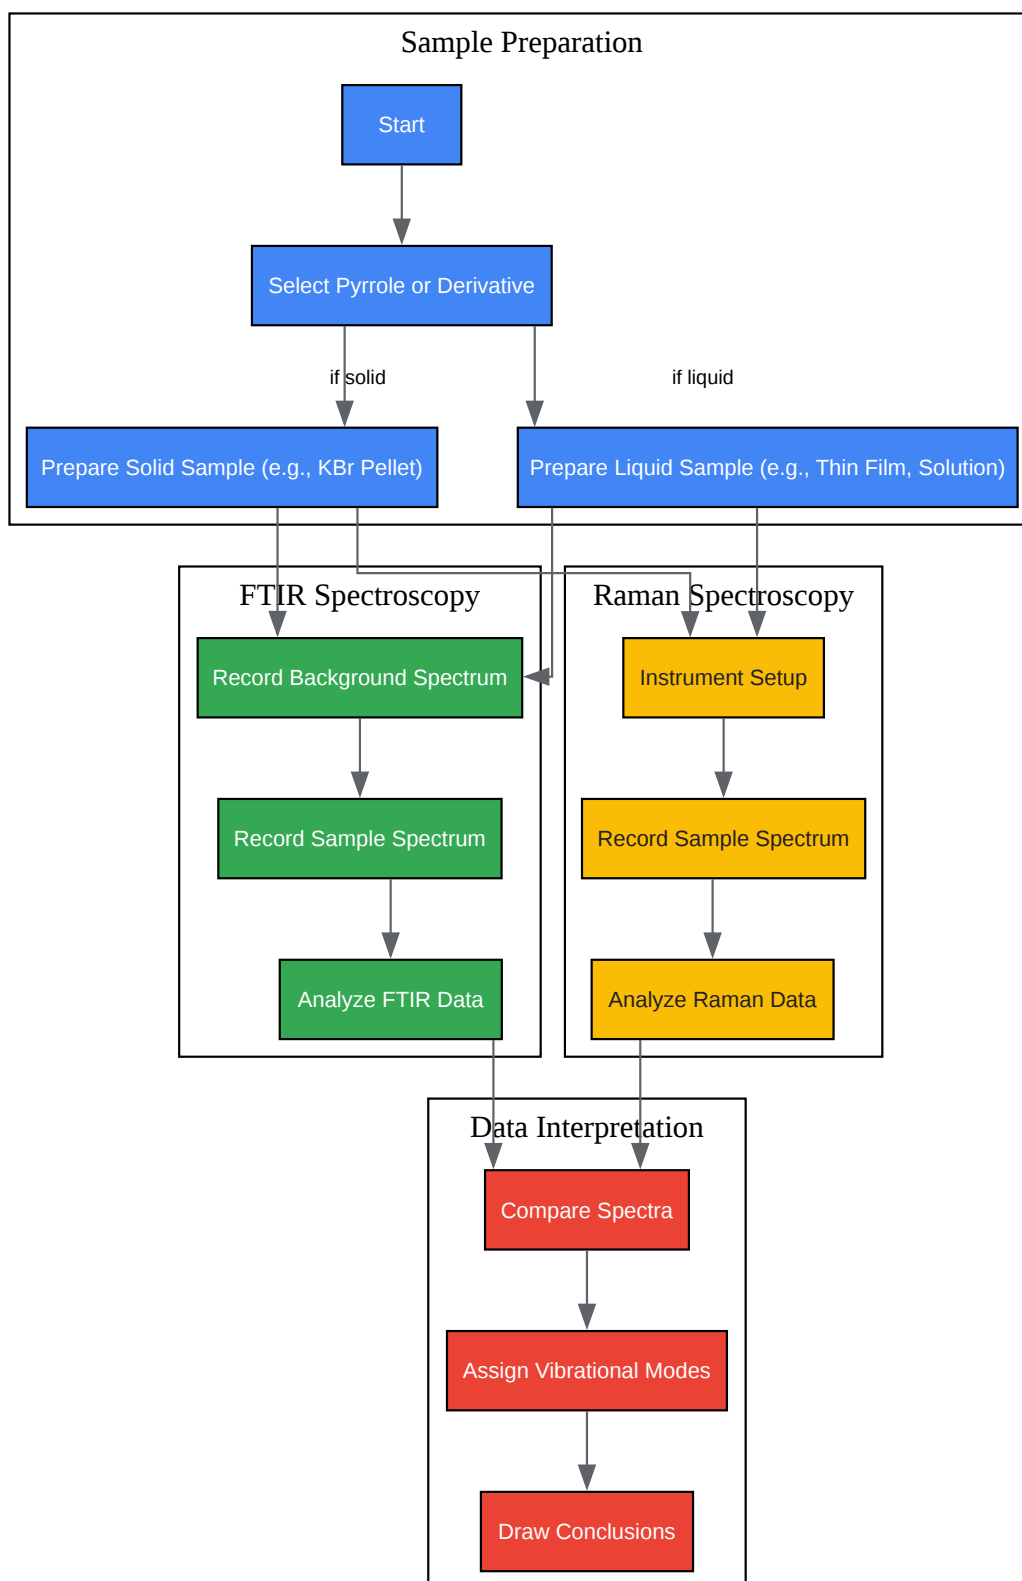 Sample Preparation
Start
Select Pyrrole or Derivative
if solid
if liquid
Prepare Solid Sample (e.g., KBr Pellet)
Prepare Liquid Sample (e.g., Thin Film, Solution)
FTIR Spectroscopy
Raman Spectroscopy
Record Background Spectrum
Instrument Setup
Record Sample Spectrum
Record Sample Spectrum
Analyze FTIR Data
Analyze Raman Data
Data Interpretation
Compare Spectra
Assign Vibrational Modes
Draw Conclusions